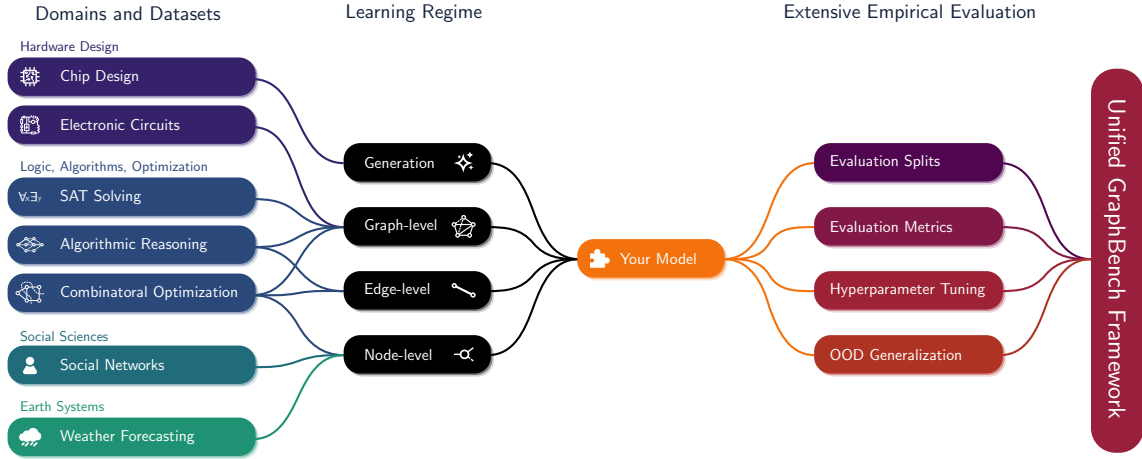 Domains and Datasets
Learning Regime
Extensive Empirical Evaluation
Hardware Design
Chip Design
Electronic Circuits
Logic, Algorithms, Optimization
SAT Solving
Algorithmic Reasoning
Combinatoral Optimization
Social Sciences
Social Networks
Earth Systems
Weather Forecasting
Generation
Graph-level
Edge-level
Node-level
Your Model
Evaluation Splits
Evaluation Metrics
Hyperparameter Tuning
OOD Generalization
Unified GraphBench Framework